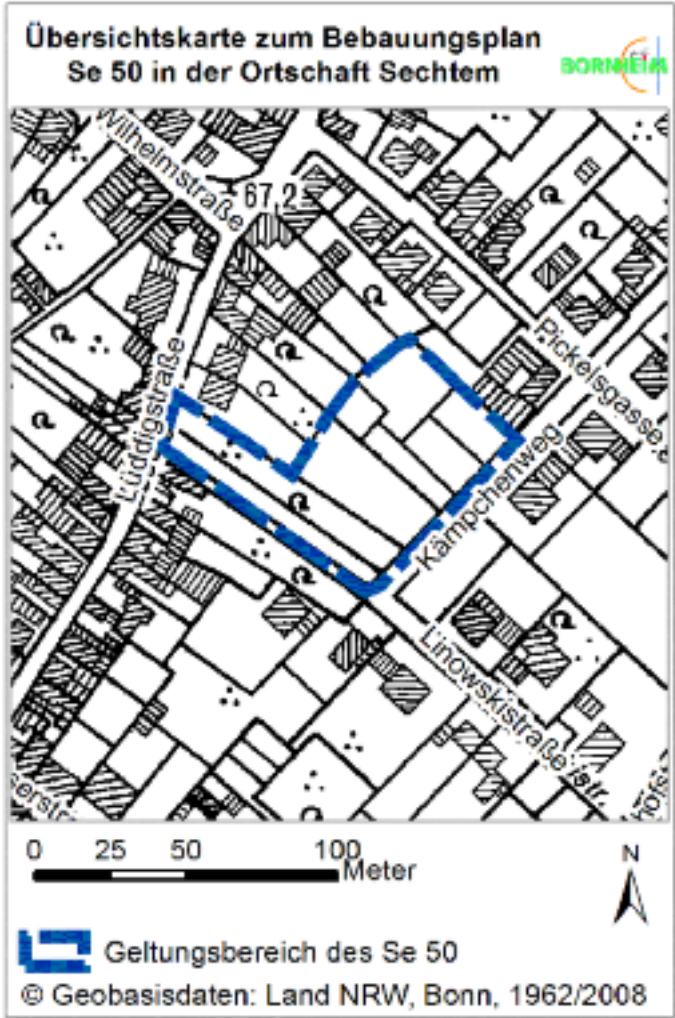 Übersichtskarte zum Bebauungsplan
Se 50 in der Ortschaft Sechtem
BORNHEIM
Wilhelmstraße
67,2
Pickelsgasse
Lüddigstraße
Kämpchenweg
Linowskistraße
str.
0 25 50 100
Meter
N
Geltungsbereich des Se 50
© Geobasisdaten: Land NRW, Bonn, 1962/2008